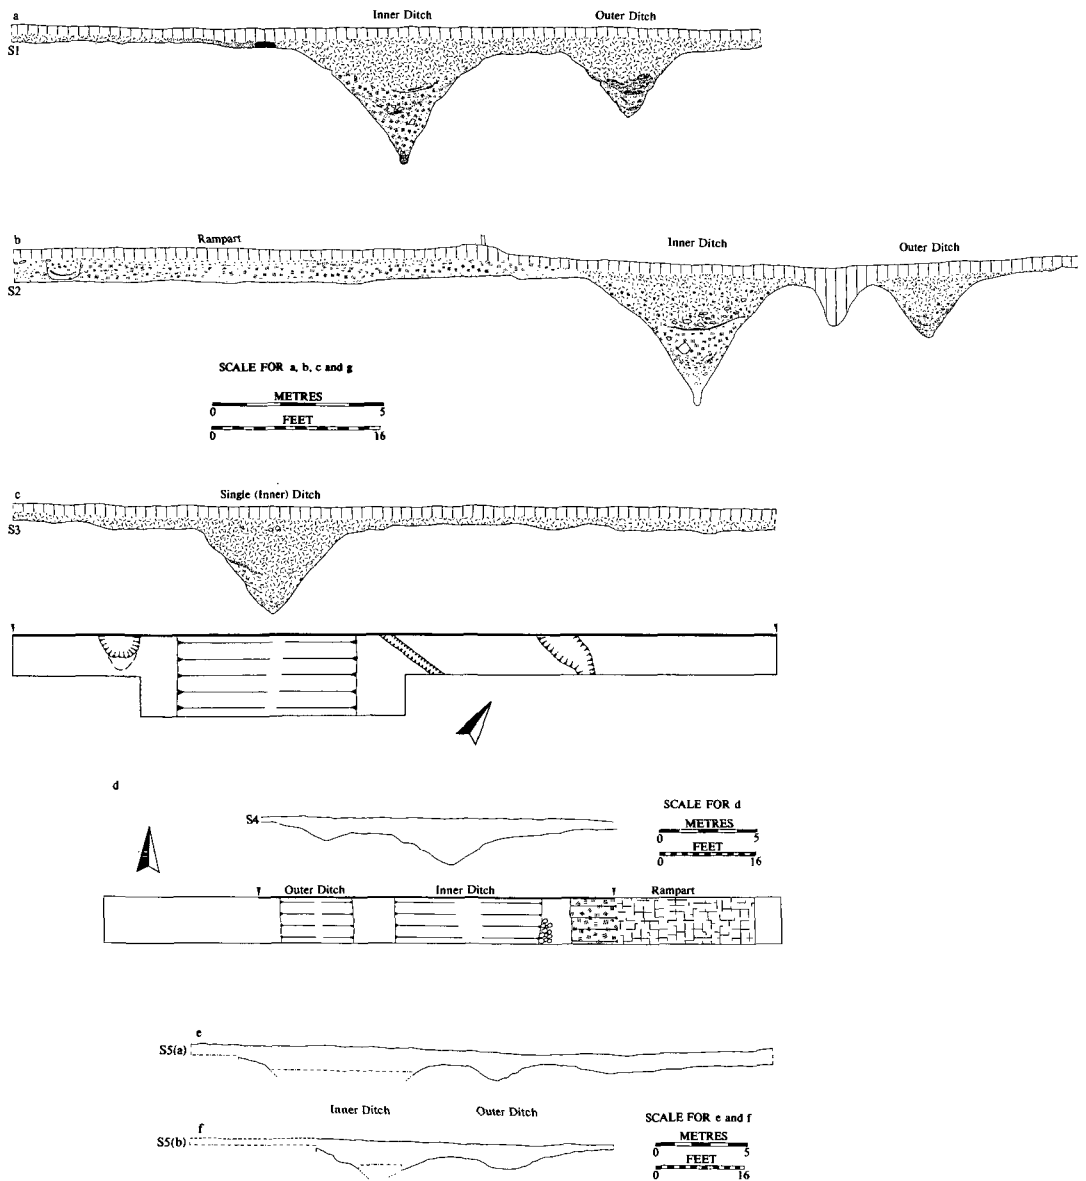 a
Inner Ditch Outer Ditch
S1
b
Rampart Inner Ditch Outer Ditch
S2
SCALE FOR a, b, c and g
METRES
0 5
FEET
0 16
c
Single (Inner) Ditch
S3
d
S4
SCALE FOR d
METRES
0 5
FEET
0 16
Outer Ditch Inner Ditch Rampart
e
S5(a)
Inner Ditch Outer Ditch
f
S5(b)
SCALE FOR e and f
METRES
0 5
FEET
0 16